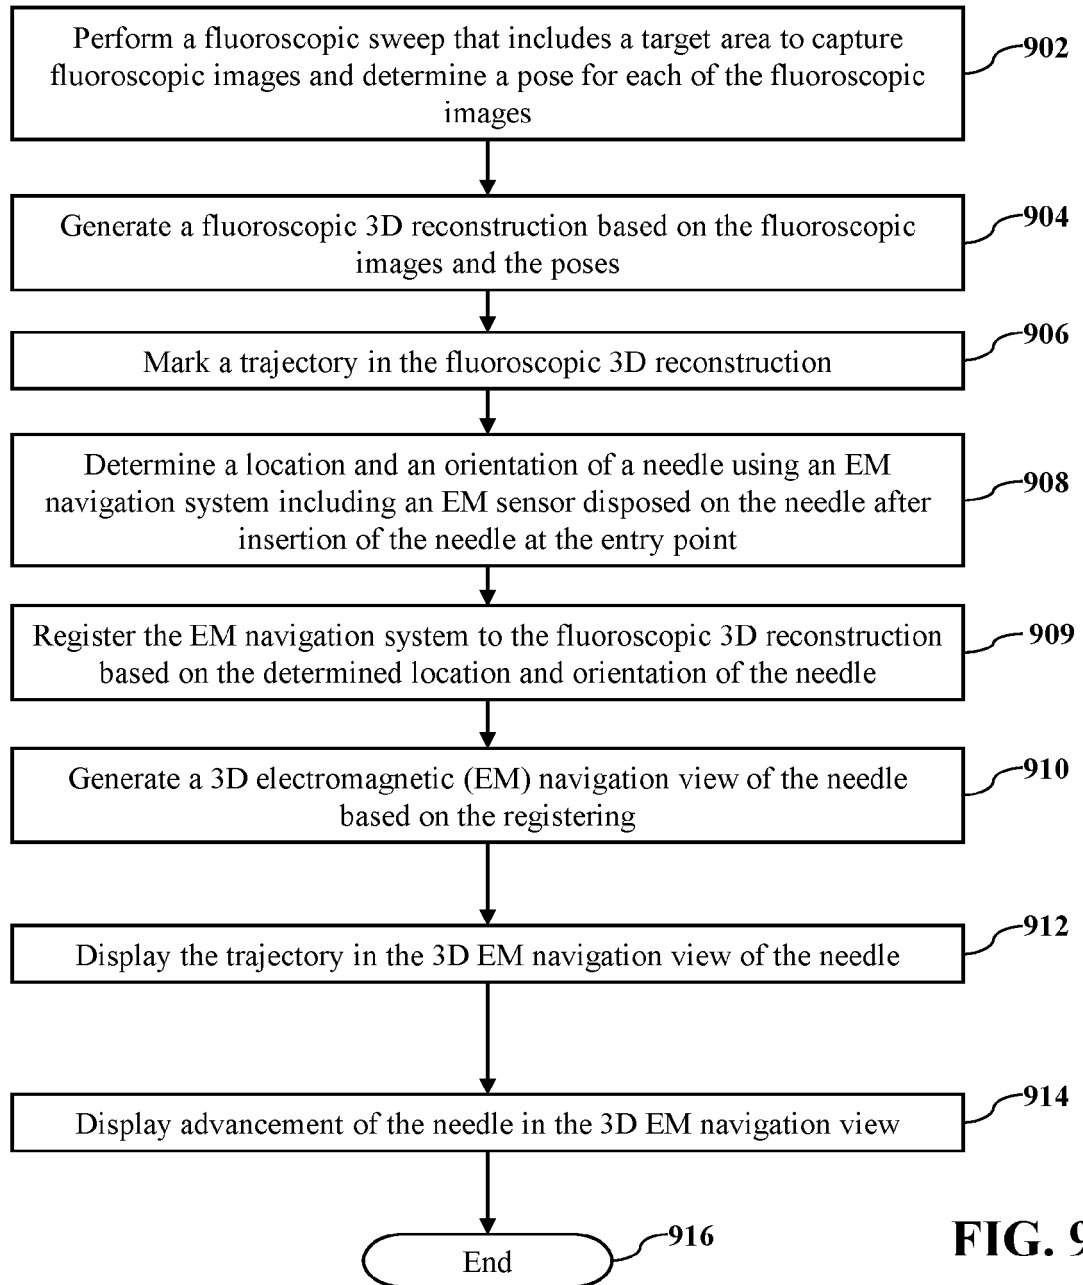 Perform a fluoroscopic sweep that includes a target area to capture
fluoroscopic images and determine a pose for each of the fluoroscopic
images
902
Generate a fluoroscopic 3D reconstruction based on the fluoroscopic
images and the poses
904
Mark a trajectory in the fluoroscopic 3D reconstruction
906
Determine a location and an orientation of a needle using an EM
navigation system including an EM sensor disposed on the needle after
insertion of the needle at the entry point
908
Register the EM navigation system to the fluoroscopic 3D reconstruction
based on the determined location and orientation of the needle
909
Generate a 3D electromagnetic (EM) navigation view of the needle
based on the registering
910
Display the trajectory in the 3D EM navigation view of the needle
912
Display advancement of the needle in the 3D EM navigation view
914
End
916
FIG. 9